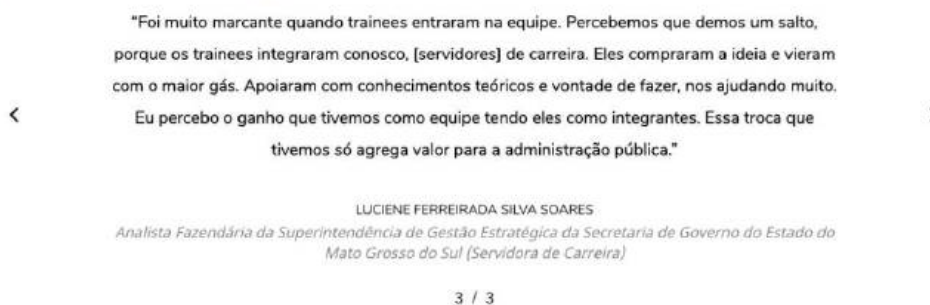 “Foi muito marcante quando trainees entraram na equipe. Percebemos que demos um salto,
porque os trainees integraram conosco, [servidores] de carreira. Eles compraram a ideia e vieram
com o maior gás. Apoiaram com conhecimentos teóricos e vontade de fazer, nos ajudando muito.
Eu percebo o ganho que tivemos como equipe tendo eles como integrantes. Essa troca que
tivemos só agrega valor para a administração pública.”
LUCIENE FERREIRADA SILVA SOARES
Analista Fazendária da Superintendência de Gestão Estratégica da Secretaria de Governo do Estado do
Mato Grosso do Sul (Servidora de Carreira)
3 / 3